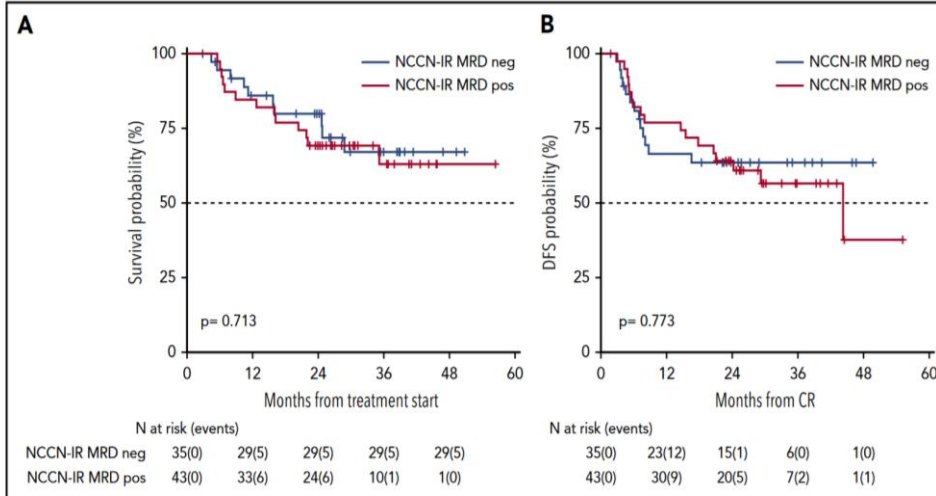 A
100
75
50
25
0
Survival probability (%)
NCCN-IR MRD neg
NCCN-IR MRD pos
p= 0.713
0 12 24 36 48 60
Months from treatment start
N at risk (events)
NCCN-IR MRD neg 35(0) 29(5) 29(5) 29(5) 29(5)
NCCN-IR MRD pos 43(0) 33(6) 24(6) 10(1) 1(0)
B
100
75
50
25
0
DFS probability (%)
NCCN-IR MRD neg
NCCN-IR MRD pos
p= 0.773
0 12 24 36 48 60
Months from CR
N at risk (events)
35(0) 23(12) 15(1) 6(0) 1(0)
43(0) 30(9) 20(5) 7(2) 1(1)